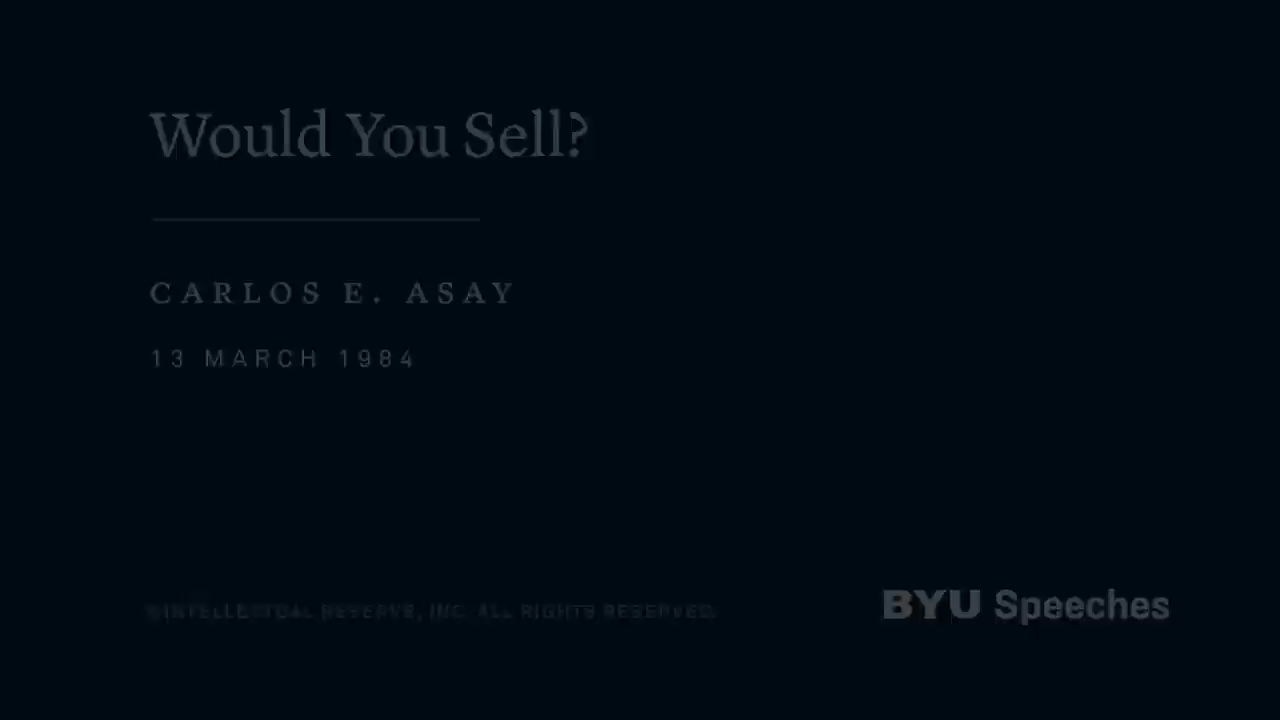 Would You Sell?
CARLOS E. ASAY
13 MARCH 1984
©INTELLECTUAL RESERVE, INC. ALL RIGHTS RESERVED.
BYU Speeches